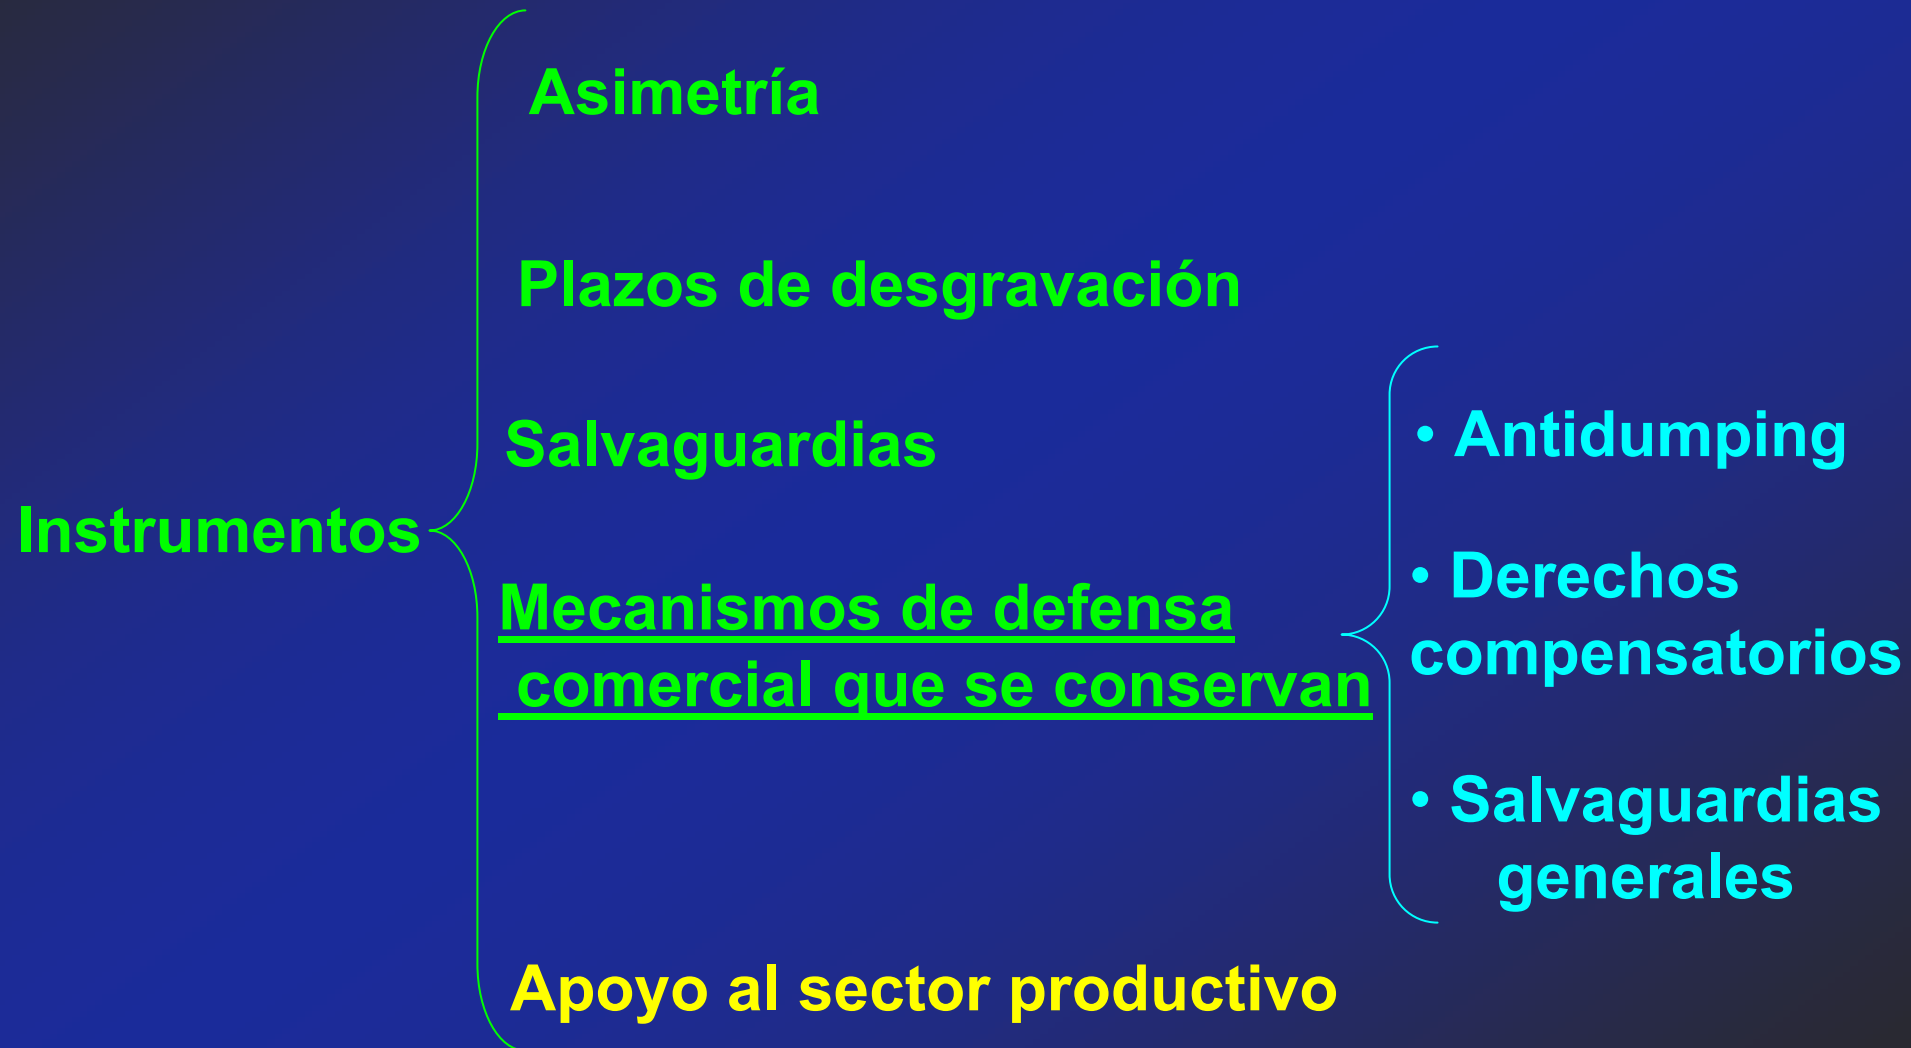 Instrumentos
Asimetría
Plazos de desgravación
Salvaguardias
Mecanismos de defensa
comercial que se conservan
• Antidumping
• Derechos
compensatorios
• Salvaguardias
generales
Apoyo al sector productivo